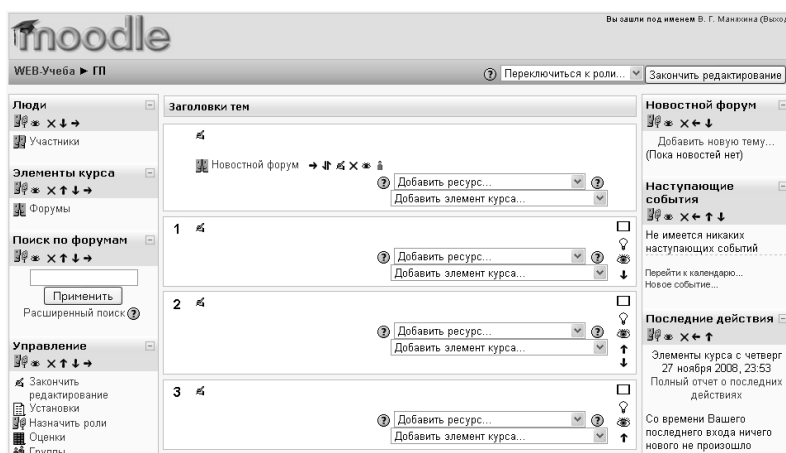 moodle
Вы зашли под именем В. Г. Манякина (Выход
WEB-Учеба ► ГП
Переключиться к роли...
Закончить редактирование
Люди
Участники
Элементы курса
Форумы
Поиск по форумам
Применить
Расширенный поиск
Управление
Закончить
редактирование
Установки
Назначить роли
Оценки
Группы
Заголовки тем
Новостной форум
Добавить ресурс...
Добавить элемент курса...
1
Добавить ресурс...
Добавить элемент курса...
2
Добавить ресурс...
Добавить элемент курса...
3
Добавить ресурс...
Добавить элемент курса...
Новостной форум
Добавить новую тему...
(Пока новостей нет)
Наступающие
события
Не имеется никаких
наступающих событий
Перейти к календарю...
Новое событие...
Последние действия
Элементы курса с четверг
27 ноября 2008, 23:53
Полный отчет о последних
действиях
Со времени Вашего
последнего входа ничего
нового не произошло